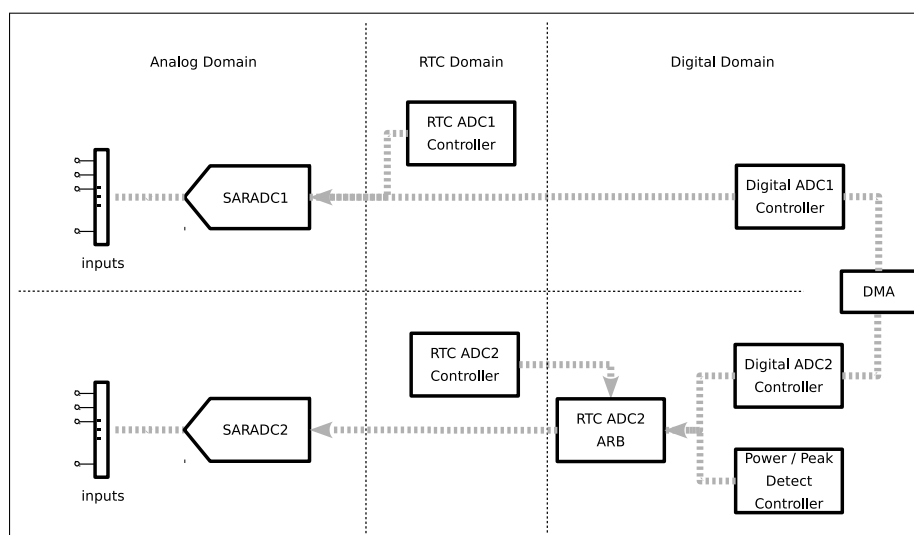 Analog Domain
RTC Domain
Digital Domain
RTC ADC1
Controller
SARADC1
Digital ADC1
Controller
inputs
DMA
RTC ADC2
Controller
Digital ADC2
Controller
SARADC2
RTC ADC2
ARB
Power / Peak
Detect
Controller
inputs